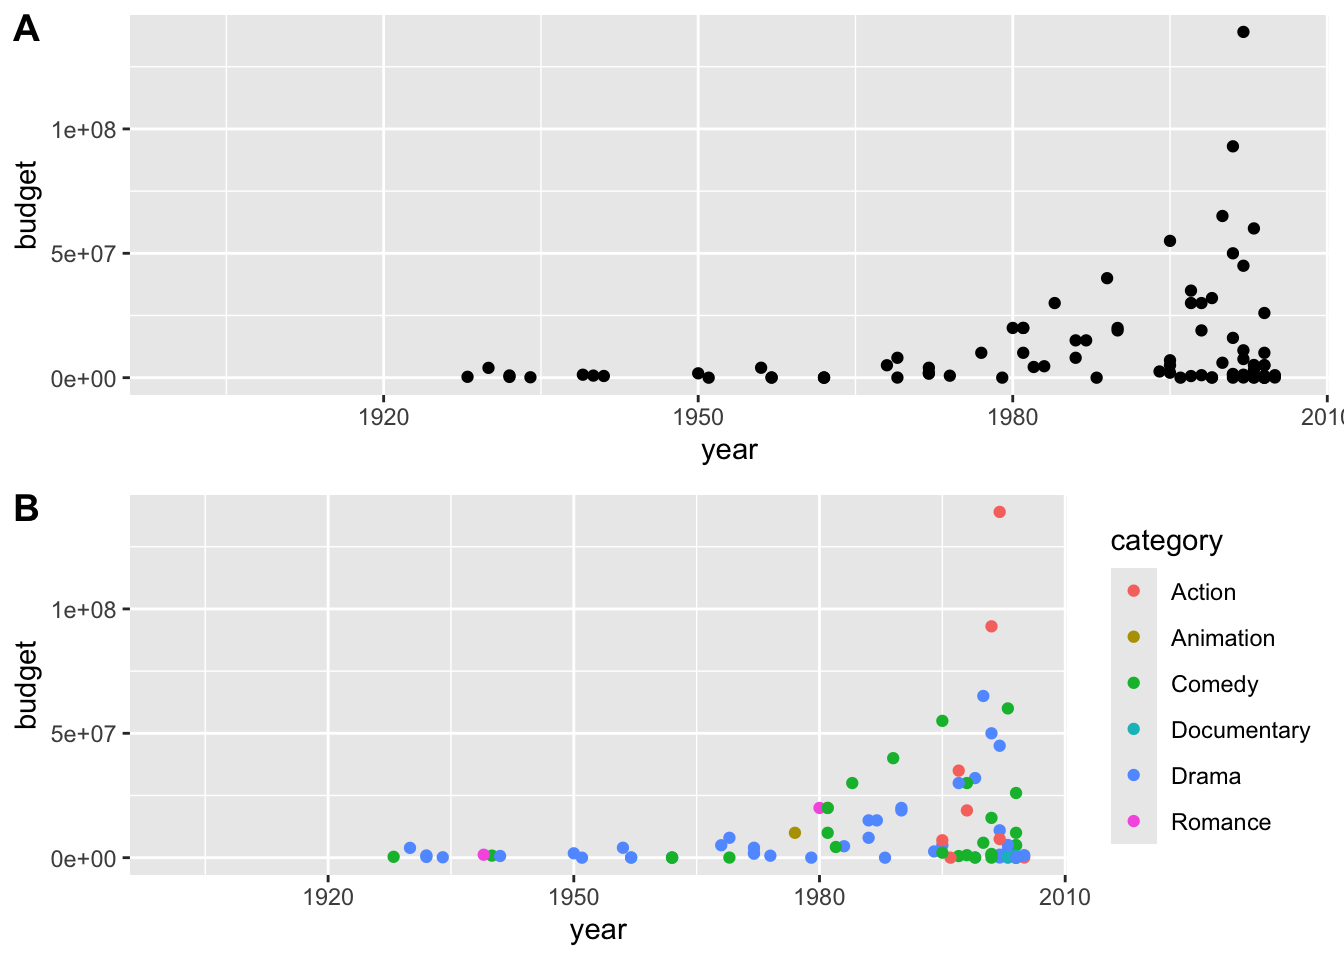 A
budget
1e+08
5e+07
0e+00
1920 1950 1980 2010
year
B
budget
1e+08
5e+07
0e+00
1920 1950 1980 2010
year
category
Action
Animation
Comedy
Documentary
Drama
Romance